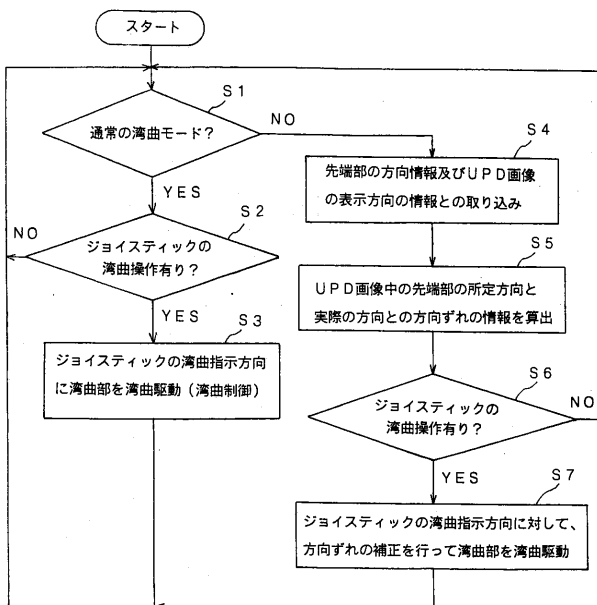 スタート
S1
通常の湾曲モード？
NO
YES
S2
ジョイスティックの
湾曲操作有り？
NO
YES
S3
ジョイスティックの湾曲指示方向
に湾曲部を湾曲駆動（湾曲制御）
S4
先端部の方向情報及びUPD画像
の表示方向の情報との取り込み
S5
UPD画像中の先端部の所定方向と
実際の方向との方向ずれの情報を算出
S6
ジョイスティックの
湾曲操作有り？
NO
YES
S7
ジョイスティックの湾曲指示方向に対して、
方向ずれの補正を行って湾曲部を湾曲駆動